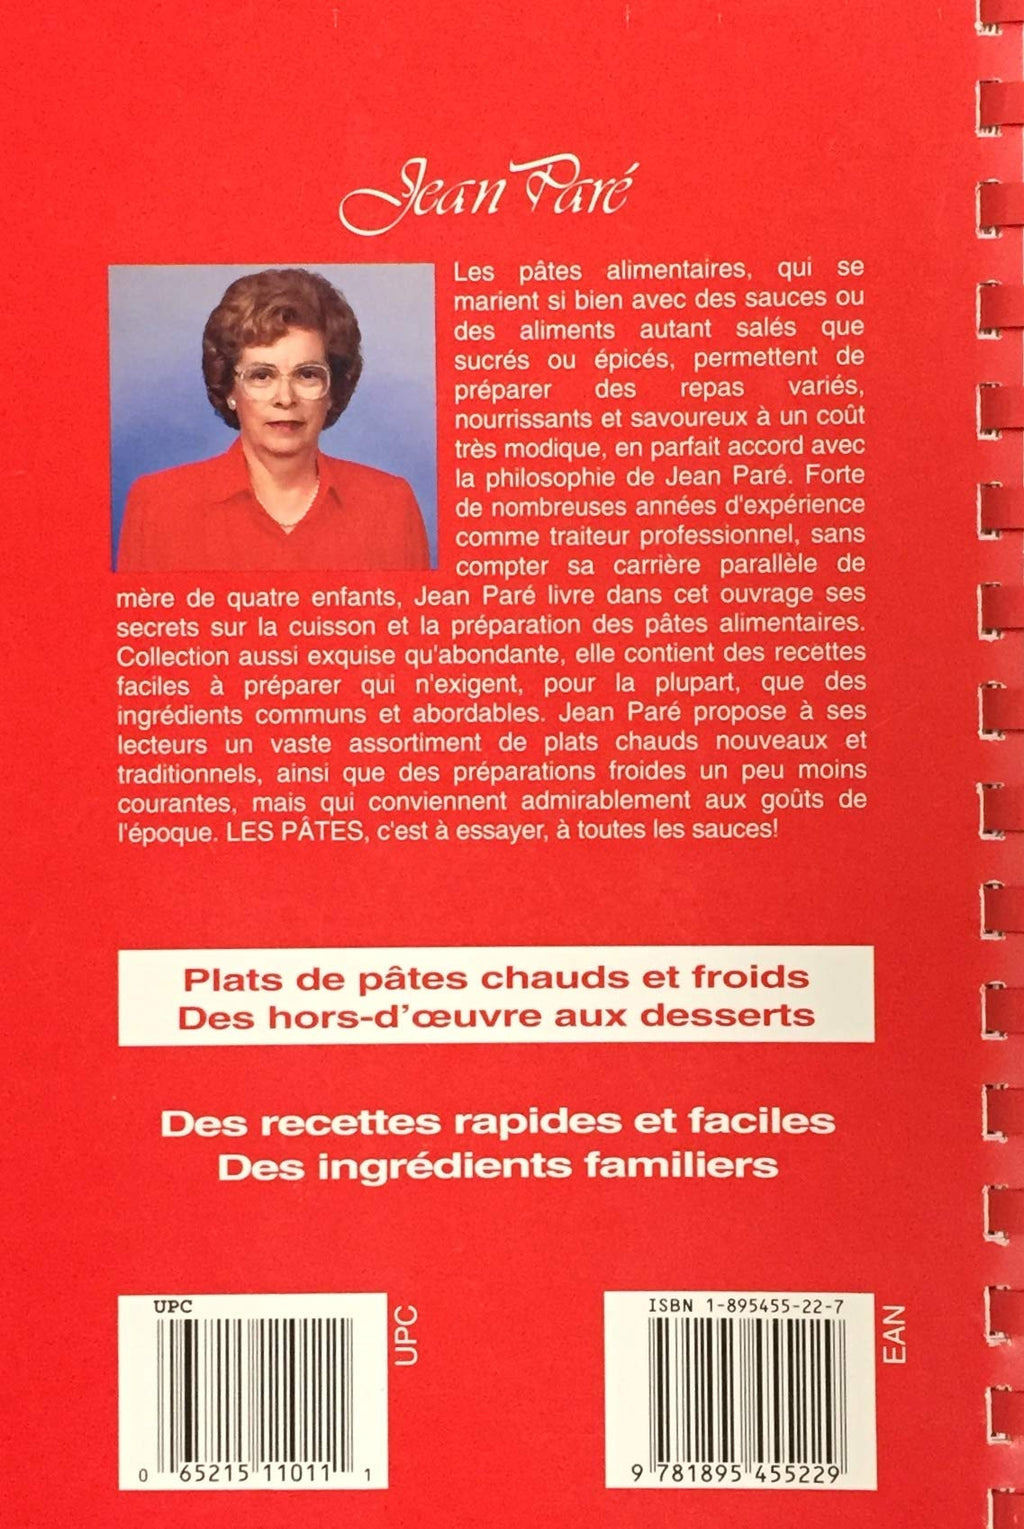 Jean Paré
Les pâtes alimentaires, qui se
marient si bien avec des sauces ou
des aliments autant salés que
sucrés ou épicés, permettent de
préparer des repas variés,
nourrissants et savoureux à un coût
très modique, en parfait accord avec
la philosophie de Jean Paré. Forte
de nombreuses années d'expérience
comme traiteur professionnel, sans
compter sa carrière parallèle de
mère de quatre enfants, Jean Paré livre dans cet ouvrage ses
secrets sur la cuisson et la préparation des pâtes alimentaires.
Collection aussi exquise qu'abondante, elle contient des recettes
faciles à préparer qui n'exigent, pour la plupart, que des
ingrédients communs et abordables. Jean Paré propose à ses
lecteurs un vaste assortiment de plats chauds nouveaux et
traditionnels, ainsi que des préparations froides un peu moins
courantes, mais qui conviennent admirablement aux goûts de
l'époque. LES PÂTES, c'est à essayer, à toutes les sauces!
Plats de pâtes chauds et froids
Des hors-d'œuvre aux desserts
Des recettes rapides et faciles
Des ingrédients familiers
UPC
UPC
0 65215 11011 1
ISBN 1-895455-22-7
EAN
9 781895 455229